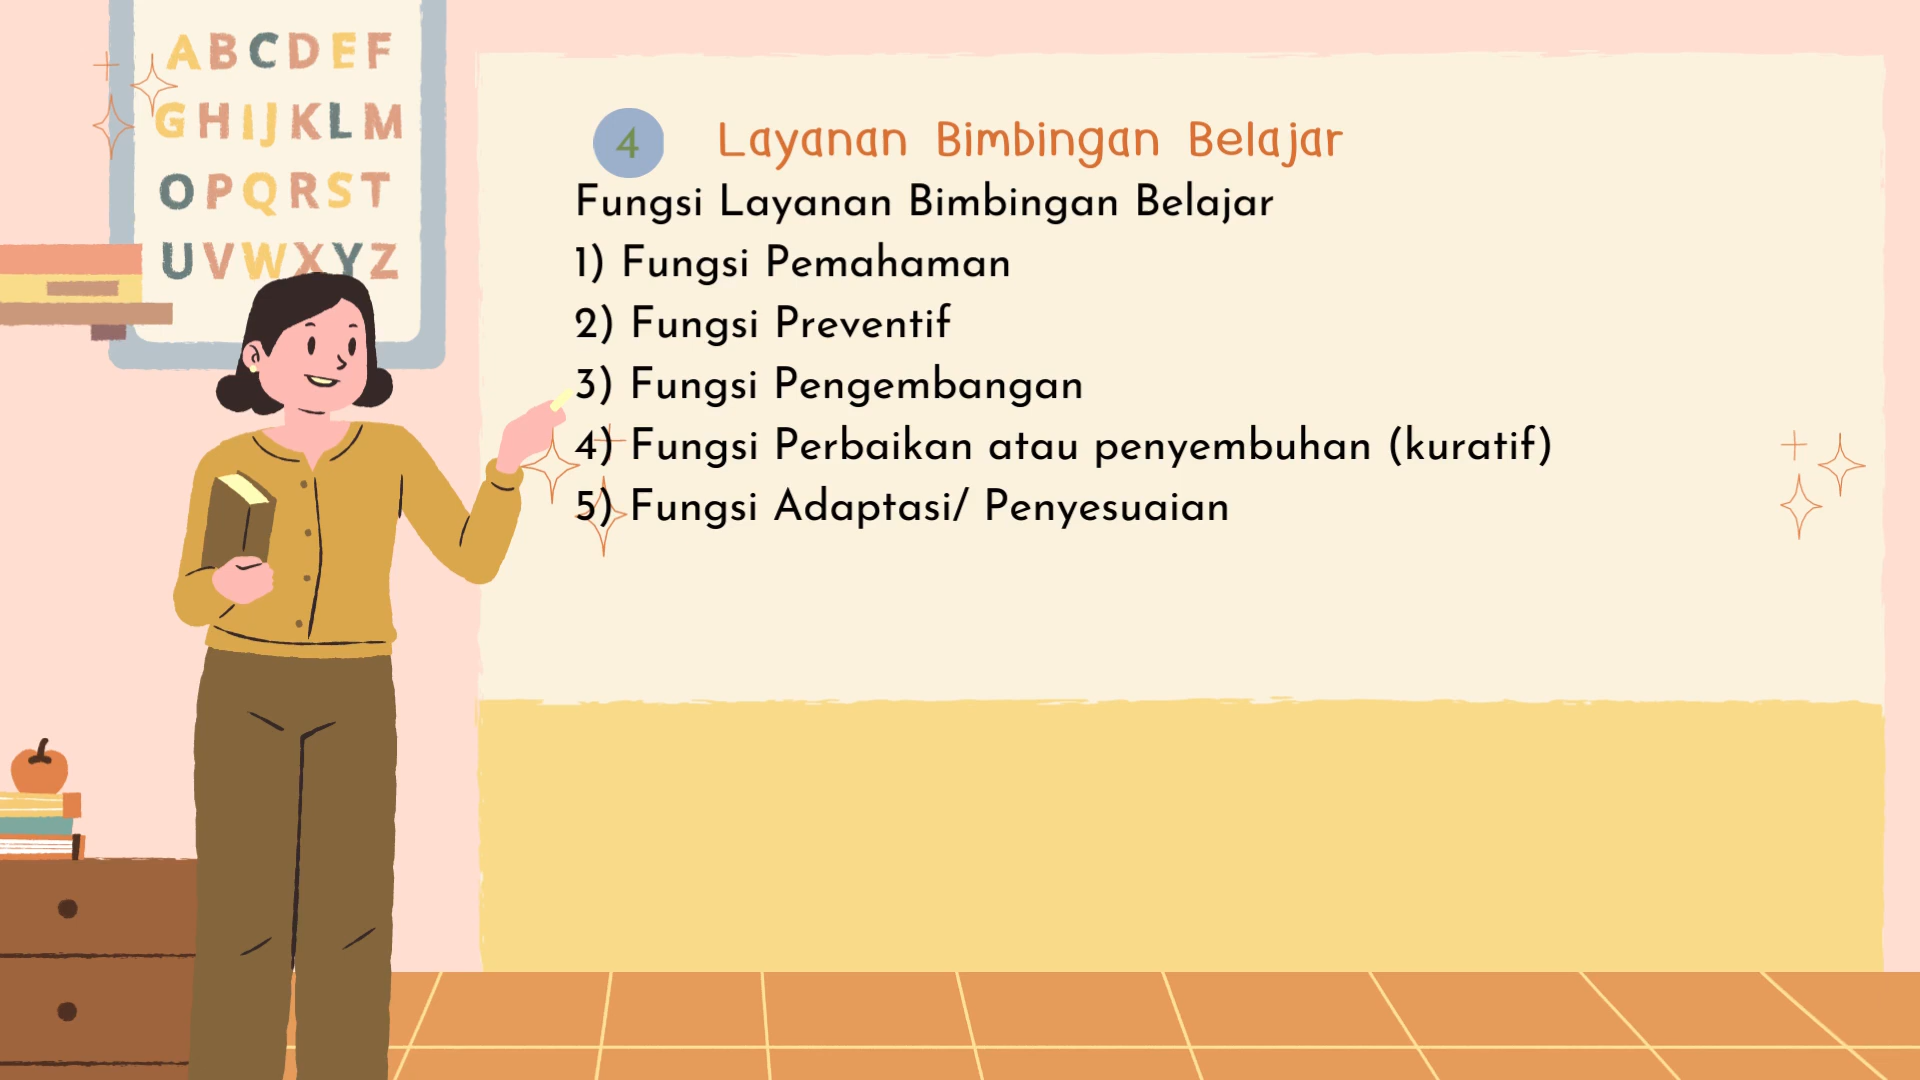 ABCDEF
GHIJKLM
OPQRST
UVWXYZ
4 Layanan Bimbingan Belajar
Fungsi Layanan Bimbingan Belajar
1) Fungsi Pemahaman
2) Fungsi Preventif
3) Fungsi Pengembangan
4) Fungsi Perbaikan atau penyembuhan (kuratif)
5) Fungsi Adaptasi/ Penyesuaian